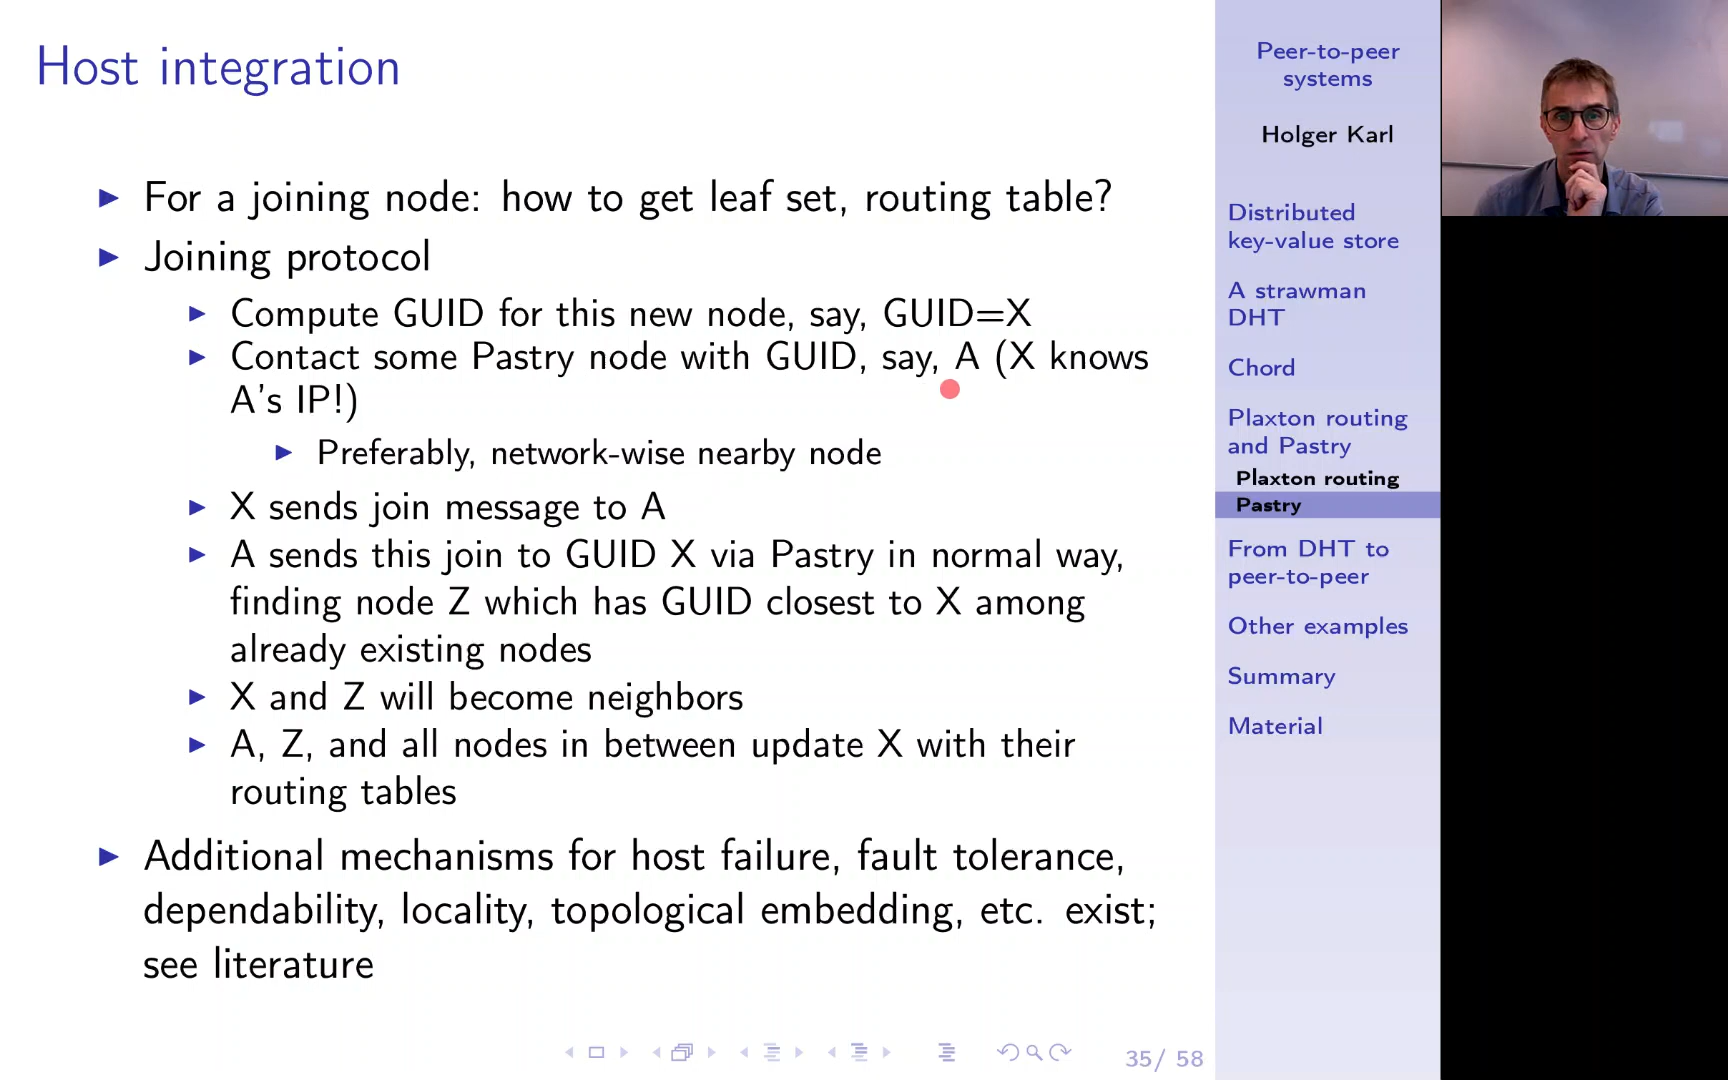 Host integration
For a joining node: how to get leaf set, routing table?
Joining protocol
Compute GUID for this new node, say, GUID=X
Contact some Pastry node with GUID, say, A (X knows
A's IP!)
Preferably, network-wise nearby node
X sends join message to A
A sends this join to GUID X via Pastry in normal way,
finding node Z which has GUID closest to X among
already existing nodes
X and Z will become neighbors
A, Z, and all nodes in between update X with their
routing tables
Additional mechanisms for host failure, fault tolerance,
dependability, locality, topological embedding, etc. exist;
see literature
35/ 58
Peer-to-peer
systems
Holger Karl
Distributed
key-value store
A strawman
DHT
Chord
Plaxton routing
and Pastry
Plaxton routing
Pastry
From DHT to
peer-to-peer
Other examples
Summary
Material